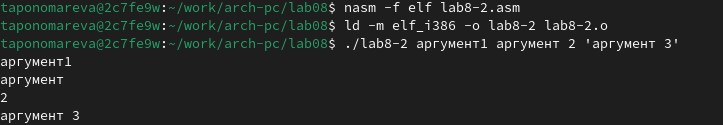 taponomareva@2c7fe9w:~/work/arch-pc/lab08$ nasm -f elf lab8-2.asm
taponomareva@2c7fe9w:~/work/arch-pc/lab08$ ld -m elf_i386 -o lab8-2 lab8-2.o
taponomareva@2c7fe9w:~/work/arch-pc/lab08$ ./lab8-2 аргумент1 аргумент 2 'аргумент 3'
аргумент1
аргумент
2
аргумент 3